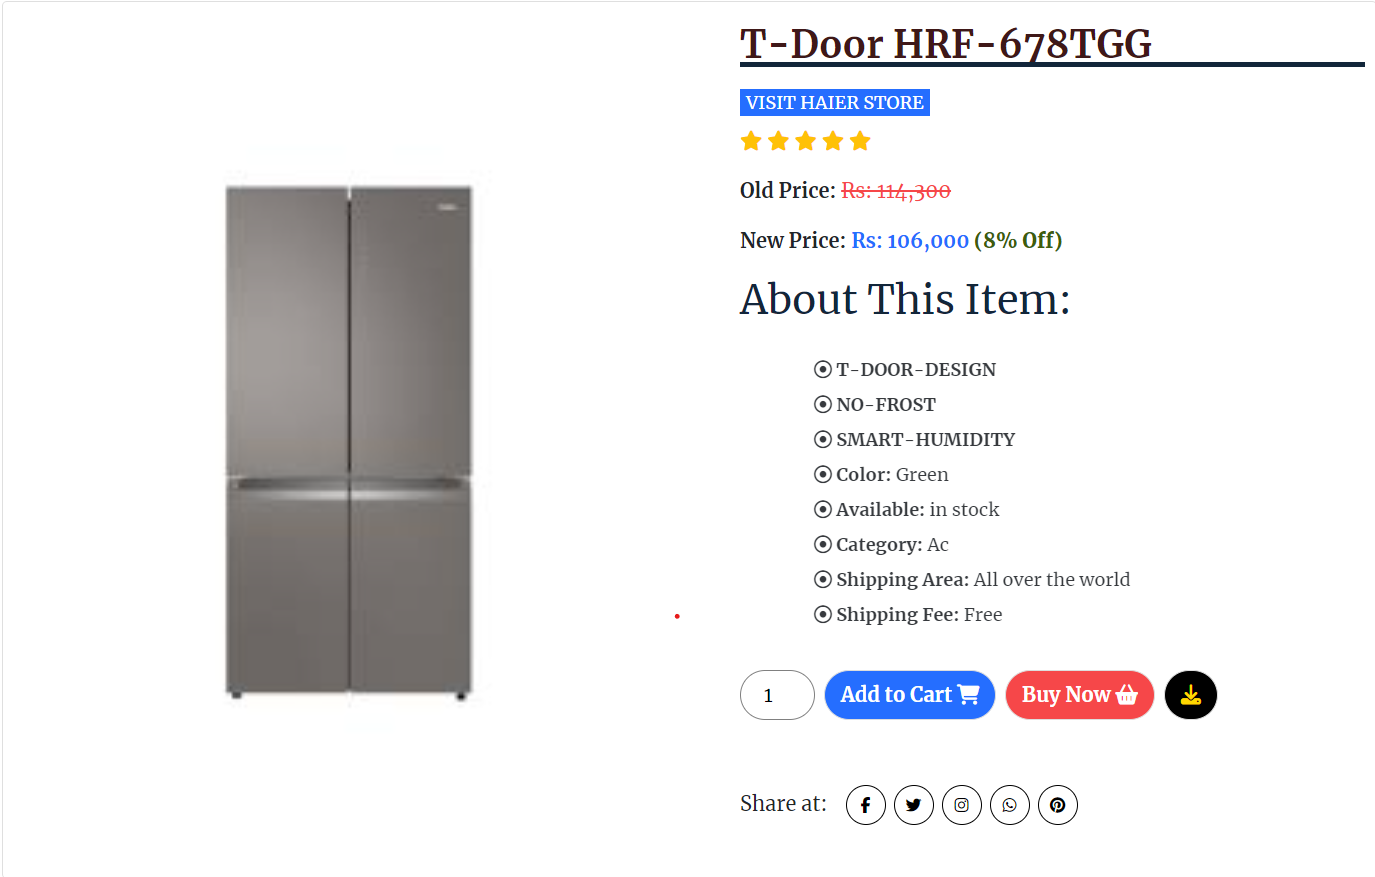 T-Door HRF-678TGG
VISIT HAIER STORE
Old Price: Rs: 114,300
New Price: Rs: 106,000 (8% Off)
About This Item:
T-DOOR-DESIGN
NO-FROST
SMART-HUMIDITY
Color: Green
Available: in stock
Category: Ac
Shipping Area: All over the world
Shipping Fee: Free
1
Add to Cart
Buy Now
Share at: